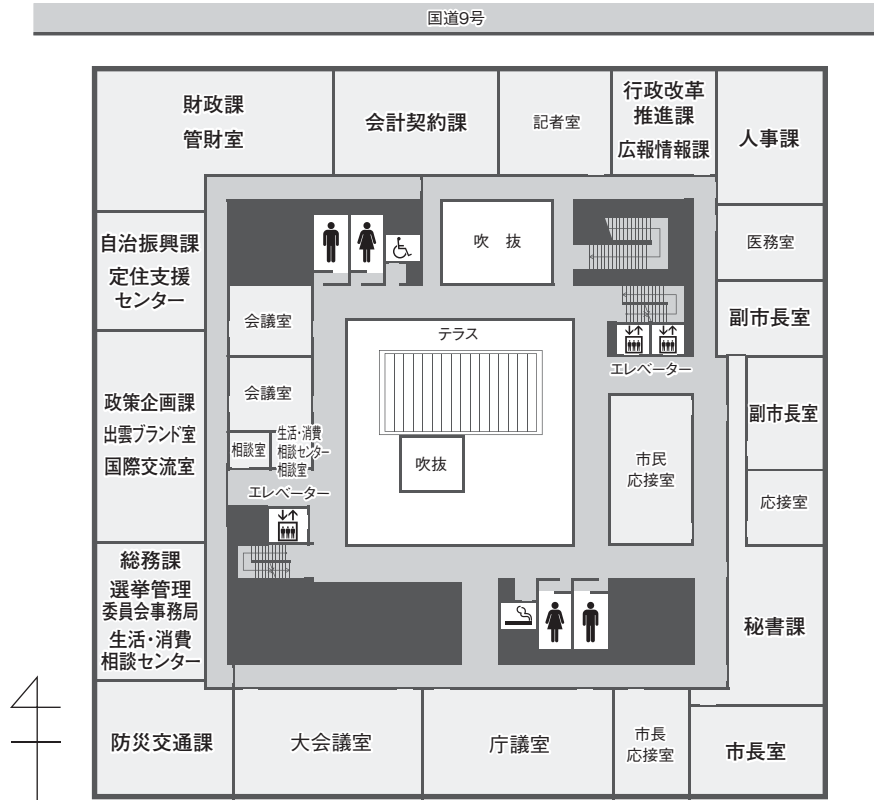 国道9号
財政課
管財室
会計契約課
記者室
行政改革
推進課
広報情報課
人事課
自治振興課
定住支援
センター
吹　抜
医務室
副市長室
会議室
テラス
エレベーター
会議室
政策企画課
出雲ブランド室
国際交流室
相談室
生活・消費
相談センター
相談室
吹抜
市民
応接室
副市長室
応接室
エレベーター
総務課
選挙管理
委員会事務局
生活・消費
相談センター
秘書課
防災交通課
大会議室
庁議室
市長
応接室
市長室